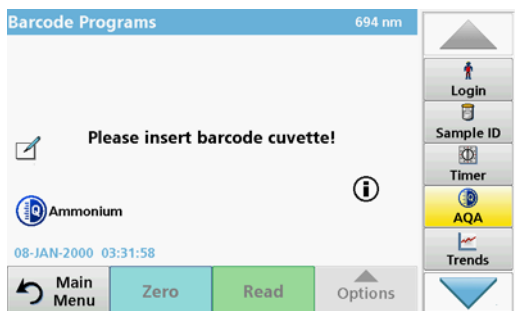 Barcode Programs 694 nm
Login
Sample ID
Please insert barcode cuvette!
Timer
i
Q Ammonium
Q
AQA
08-JAN-2000 03:31:58
Trends
Main Menu
Zero
Read
Options